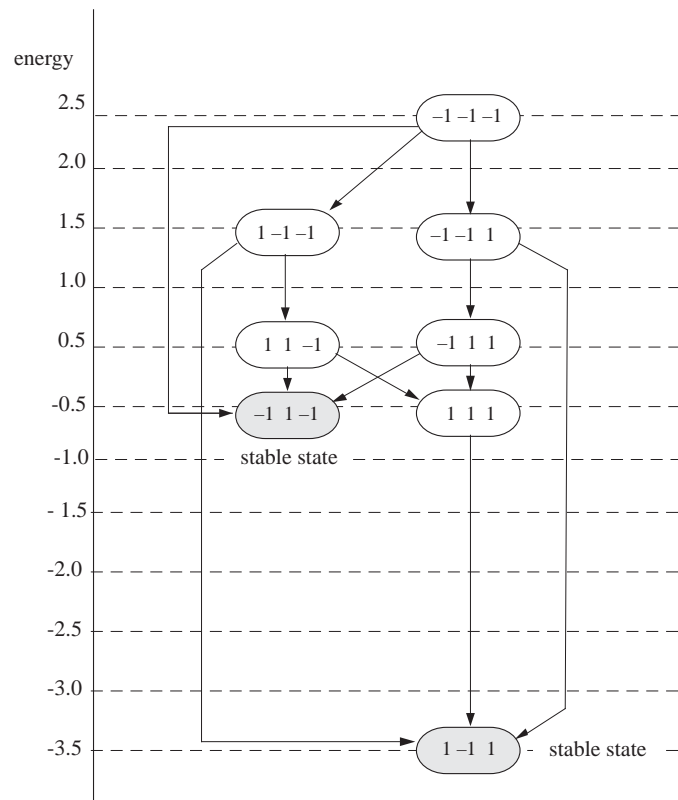 energy
2.5
–1 –1 –1
2.0
1.5
1 –1 –1
–1 –1 1
1.0
0.5
1 1 –1
–1 1 1
-0.5
–1 1 –1
1 1 1
-1.0
stable state
- 1.5
-2.0
-2.5
-3.0
-3.5
1 –1 1
stable state